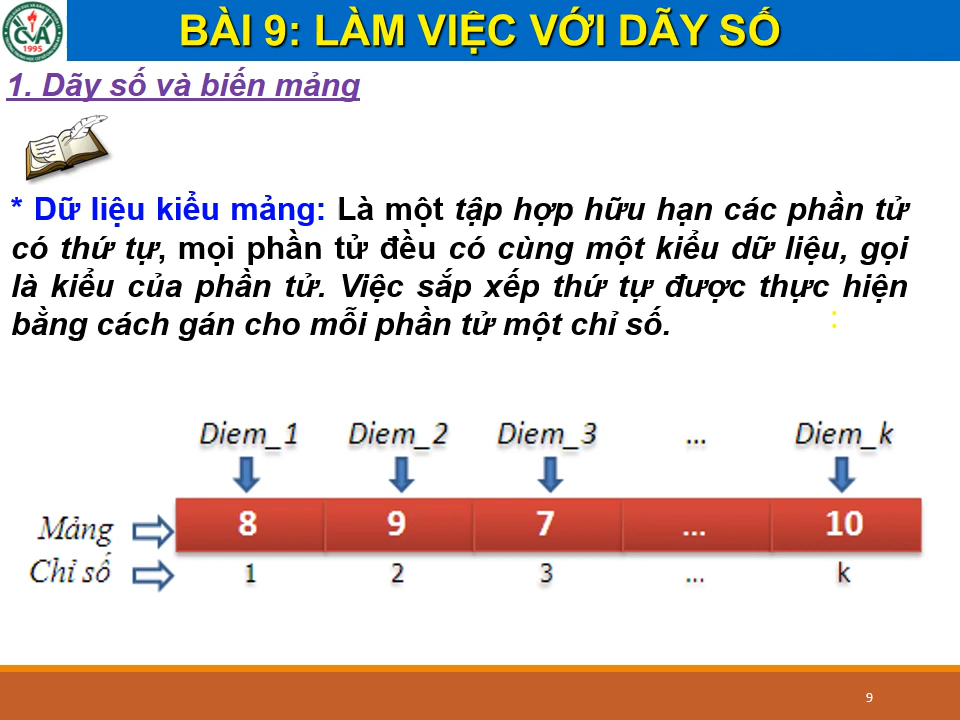 CVA
1995
BÀI 9: LÀM VIỆC VỚI DÃY SỐ
1. Dãy số và biến mảng
* Dữ liệu kiểu mảng: Là một tập hợp hữu hạn các phần tử
có thứ tự, mọi phần tử đều có cùng một kiểu dữ liệu, gọi
là kiểu của phần tử. Việc sắp xếp thứ tự được thực hiện
bằng cách gán cho mỗi phần tử một chỉ số.
:
Diem_1 Diem_2 Diem_3 ... Diem_k
Mảng 8 9 7 ... 10
Chỉ số 1 2 3 ... k
9